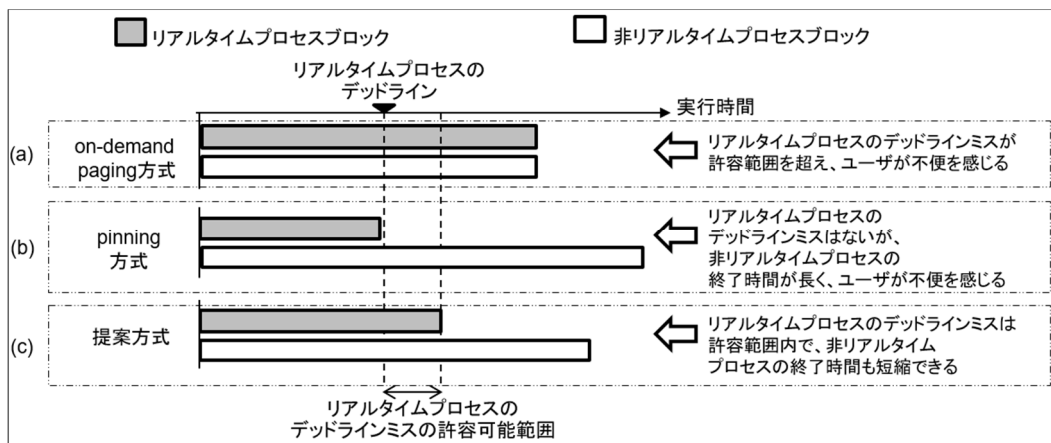 リアルタイムプロセスブロック
非リアルタイムプロセスブロック
リアルタイムプロセスの
デッドライン
実行時間
(a)
on-demand
paging方式
リアルタイムプロセスのデッドラインミスが
許容範囲を超え、ユーザが不便を感じる
(b)
pinning
方式
リアルタイムプロセスの
デッドラインミスはないが、
非リアルタイムプロセスの
終了時間が長く、ユーザが不便を感じる
(c)
提案方式
リアルタイムプロセスのデッドラインミスは
許容範囲内で、非リアルタイム
プロセスの終了時間も短縮できる
リアルタイムプロセスの
デッドラインミスの許容可能範囲